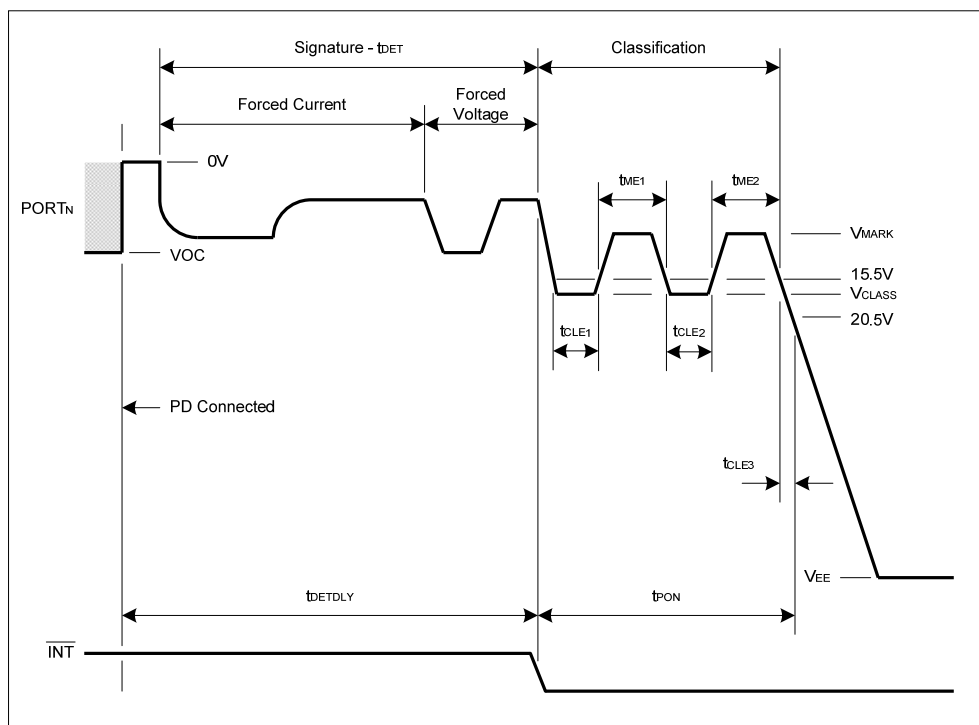 Signature - tDET
Classification
Forced Current
Forced
Voltage
0V
tME1
tME2
PORTN
VMARK
VOC
15.5V
VCLASS
20.5V
tCLE1
tCLE2
PD Connected
tCLE3
VEE
tDETDLY
tPON
INT